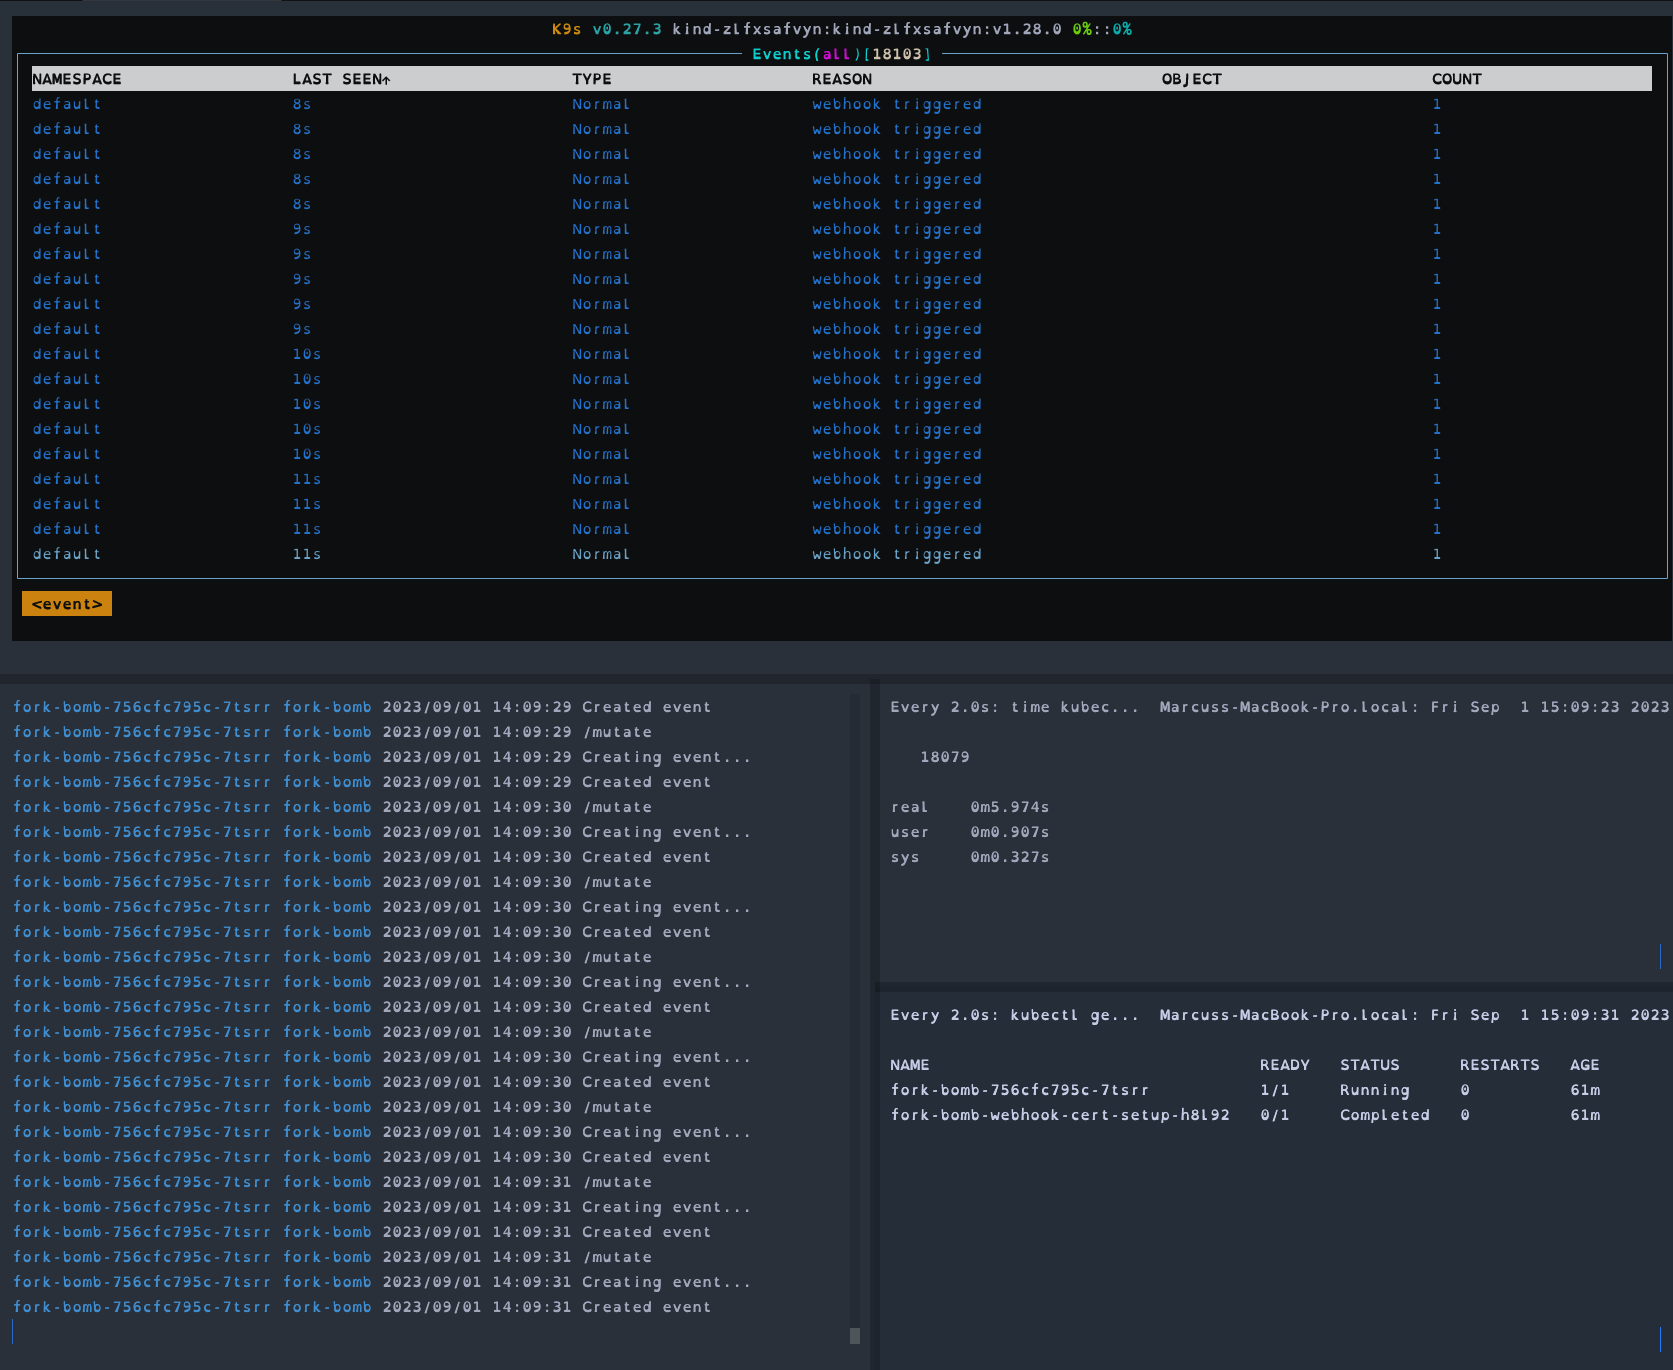 K9s v0.27.3 kind-zlfxsafvyn:kind-zlfxsafvyn:v1.28.0 0%::0%
Events(all)[18103]
NAMESPACE LAST SEEN↑ TYPE REASON OBJECT COUNT
default 8s Normal webhook triggered 1
default 8s Normal webhook triggered 1
default 8s Normal webhook triggered 1
default 8s Normal webhook triggered 1
default 8s Normal webhook triggered 1
default 9s Normal webhook triggered 1
default 9s Normal webhook triggered 1
default 9s Normal webhook triggered 1
default 9s Normal webhook triggered 1
default 9s Normal webhook triggered 1
default 10s Normal webhook triggered 1
default 10s Normal webhook triggered 1
default 10s Normal webhook triggered 1
default 10s Normal webhook triggered 1
default 10s Normal webhook triggered 1
default 11s Normal webhook triggered 1
default 11s Normal webhook triggered 1
default 11s Normal webhook triggered 1
default 11s Normal webhook triggered 1
<event>
fork-bomb-756cfc795c-7tsrr fork-bomb 2023/09/01 14:09:29 Created event
fork-bomb-756cfc795c-7tsrr fork-bomb 2023/09/01 14:09:29 /mutate
fork-bomb-756cfc795c-7tsrr fork-bomb 2023/09/01 14:09:29 Creating event...
fork-bomb-756cfc795c-7tsrr fork-bomb 2023/09/01 14:09:29 Created event
fork-bomb-756cfc795c-7tsrr fork-bomb 2023/09/01 14:09:30 /mutate
fork-bomb-756cfc795c-7tsrr fork-bomb 2023/09/01 14:09:30 Creating event...
fork-bomb-756cfc795c-7tsrr fork-bomb 2023/09/01 14:09:30 Created event
fork-bomb-756cfc795c-7tsrr fork-bomb 2023/09/01 14:09:30 /mutate
fork-bomb-756cfc795c-7tsrr fork-bomb 2023/09/01 14:09:30 Creating event...
fork-bomb-756cfc795c-7tsrr fork-bomb 2023/09/01 14:09:30 Created event
fork-bomb-756cfc795c-7tsrr fork-bomb 2023/09/01 14:09:30 /mutate
fork-bomb-756cfc795c-7tsrr fork-bomb 2023/09/01 14:09:30 Creating event...
fork-bomb-756cfc795c-7tsrr fork-bomb 2023/09/01 14:09:30 Created event
fork-bomb-756cfc795c-7tsrr fork-bomb 2023/09/01 14:09:30 /mutate
fork-bomb-756cfc795c-7tsrr fork-bomb 2023/09/01 14:09:30 Creating event...
fork-bomb-756cfc795c-7tsrr fork-bomb 2023/09/01 14:09:30 Created event
fork-bomb-756cfc795c-7tsrr fork-bomb 2023/09/01 14:09:30 /mutate
fork-bomb-756cfc795c-7tsrr fork-bomb 2023/09/01 14:09:30 Creating event...
fork-bomb-756cfc795c-7tsrr fork-bomb 2023/09/01 14:09:30 Created event
fork-bomb-756cfc795c-7tsrr fork-bomb 2023/09/01 14:09:31 /mutate
fork-bomb-756cfc795c-7tsrr fork-bomb 2023/09/01 14:09:31 Creating event...
fork-bomb-756cfc795c-7tsrr fork-bomb 2023/09/01 14:09:31 Created event
fork-bomb-756cfc795c-7tsrr fork-bomb 2023/09/01 14:09:31 /mutate
fork-bomb-756cfc795c-7tsrr fork-bomb 2023/09/01 14:09:31 Creating event...
fork-bomb-756cfc795c-7tsrr fork-bomb 2023/09/01 14:09:31 Created event
Every 2.0s: time kubec... Marcuss-MacBook-Pro.local: Fri Sep 1 15:09:23 2023
18079
real 0m5.974s
user 0m0.907s
sys 0m0.327s
Every 2.0s: kubectl ge... Marcuss-MacBook-Pro.local: Fri Sep 1 15:09:31 2023
NAME READY STATUS RESTARTS AGE
fork-bomb-756cfc795c-7tsrr 1/1 Running 0 61m
fork-bomb-webhook-cert-setup-h8l92 0/1 Completed 0 61m